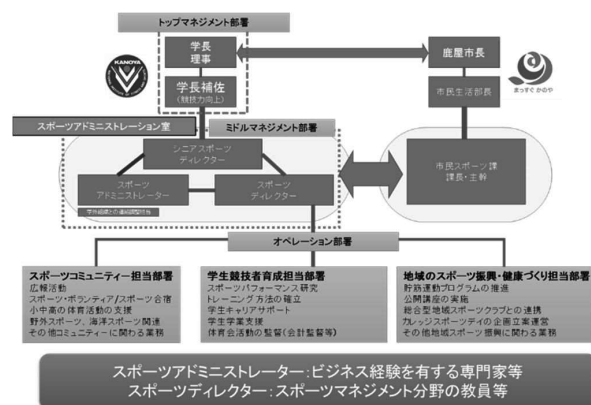 トップマネジメント部署
学長
理事
鹿屋市長
KANOYA
学長補佐
(競技力向上)
市民生活部長
まっすぐ かのや
スポーツアドミニストレーション室
ミドルマネジメント部署
シニアスポーツ
ディレクター
市民スポーツ課
課長・主幹
スポーツ
アドミニストレーター
スポーツ
ディレクター
学外組織との連絡調整担当
オペレーション部署
スポーツコミュニティー担当部署
広報活動
スポーツ・ボランティア/スポーツ合宿
小中高の体育活動の支援
野外スポーツ、海洋スポーツ関連
その他コミュニティーに関わる業務
学生競技者育成担当部署
スポーツパフォーマンス研究
トレーニング方法の確立
学生キャリアサポート
学生学業支援
体育会活動の監督(会計監督等)
地域のスポーツ振興・健康づくり担当部署
貯筋運動プログラムの推進
公開講座の実施
総合型地域スポーツクラブとの連携
カレッジスポーツデイの企画立案運営
その他地域スポーツ振興に関わる業務
スポーツアドミニストレーター:ビジネス経験を有する専門家等
スポーツディレクター:スポーツマネジメント分野の教員等